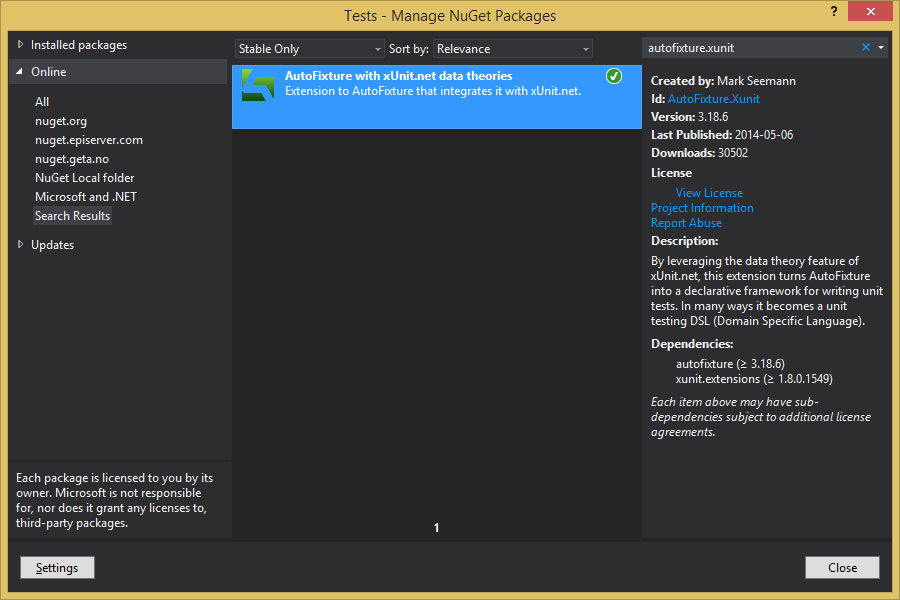 Tests - Manage NuGet Packages
?
Installed packages
Online
All
nuget.org
nuget.episerver.com
nuget.geta.no
NuGet Local folder
Microsoft and .NET
Search Results
Updates
Each package is licensed to you by its
owner. Microsoft is not responsible
for, nor does it grant any licenses to,
third-party packages.
Stable Only
Sort by:
Relevance
AutoFixture with xUnit.net data theories
Extension to AutoFixture that integrates it with xUnit.net.
1
autofixture.xunit
Created by: Mark Seemann
Id: AutoFixture.Xunit
Version: 3.18.6
Last Published: 2014-05-06
Downloads: 30502
License
View License
Project Information
Report Abuse
Description:
By leveraging the data theory feature of
xUnit.net, this extension turns AutoFixture
into a declarative framework for writing unit
tests. In many ways it becomes a unit
testing DSL (Domain Specific Language).
Dependencies:
autofixture (≥ 3.18.6)
xunit.extensions (≥ 1.8.0.1549)
Each item above may have sub-
dependencies subject to additional license
agreements.
Settings
Close